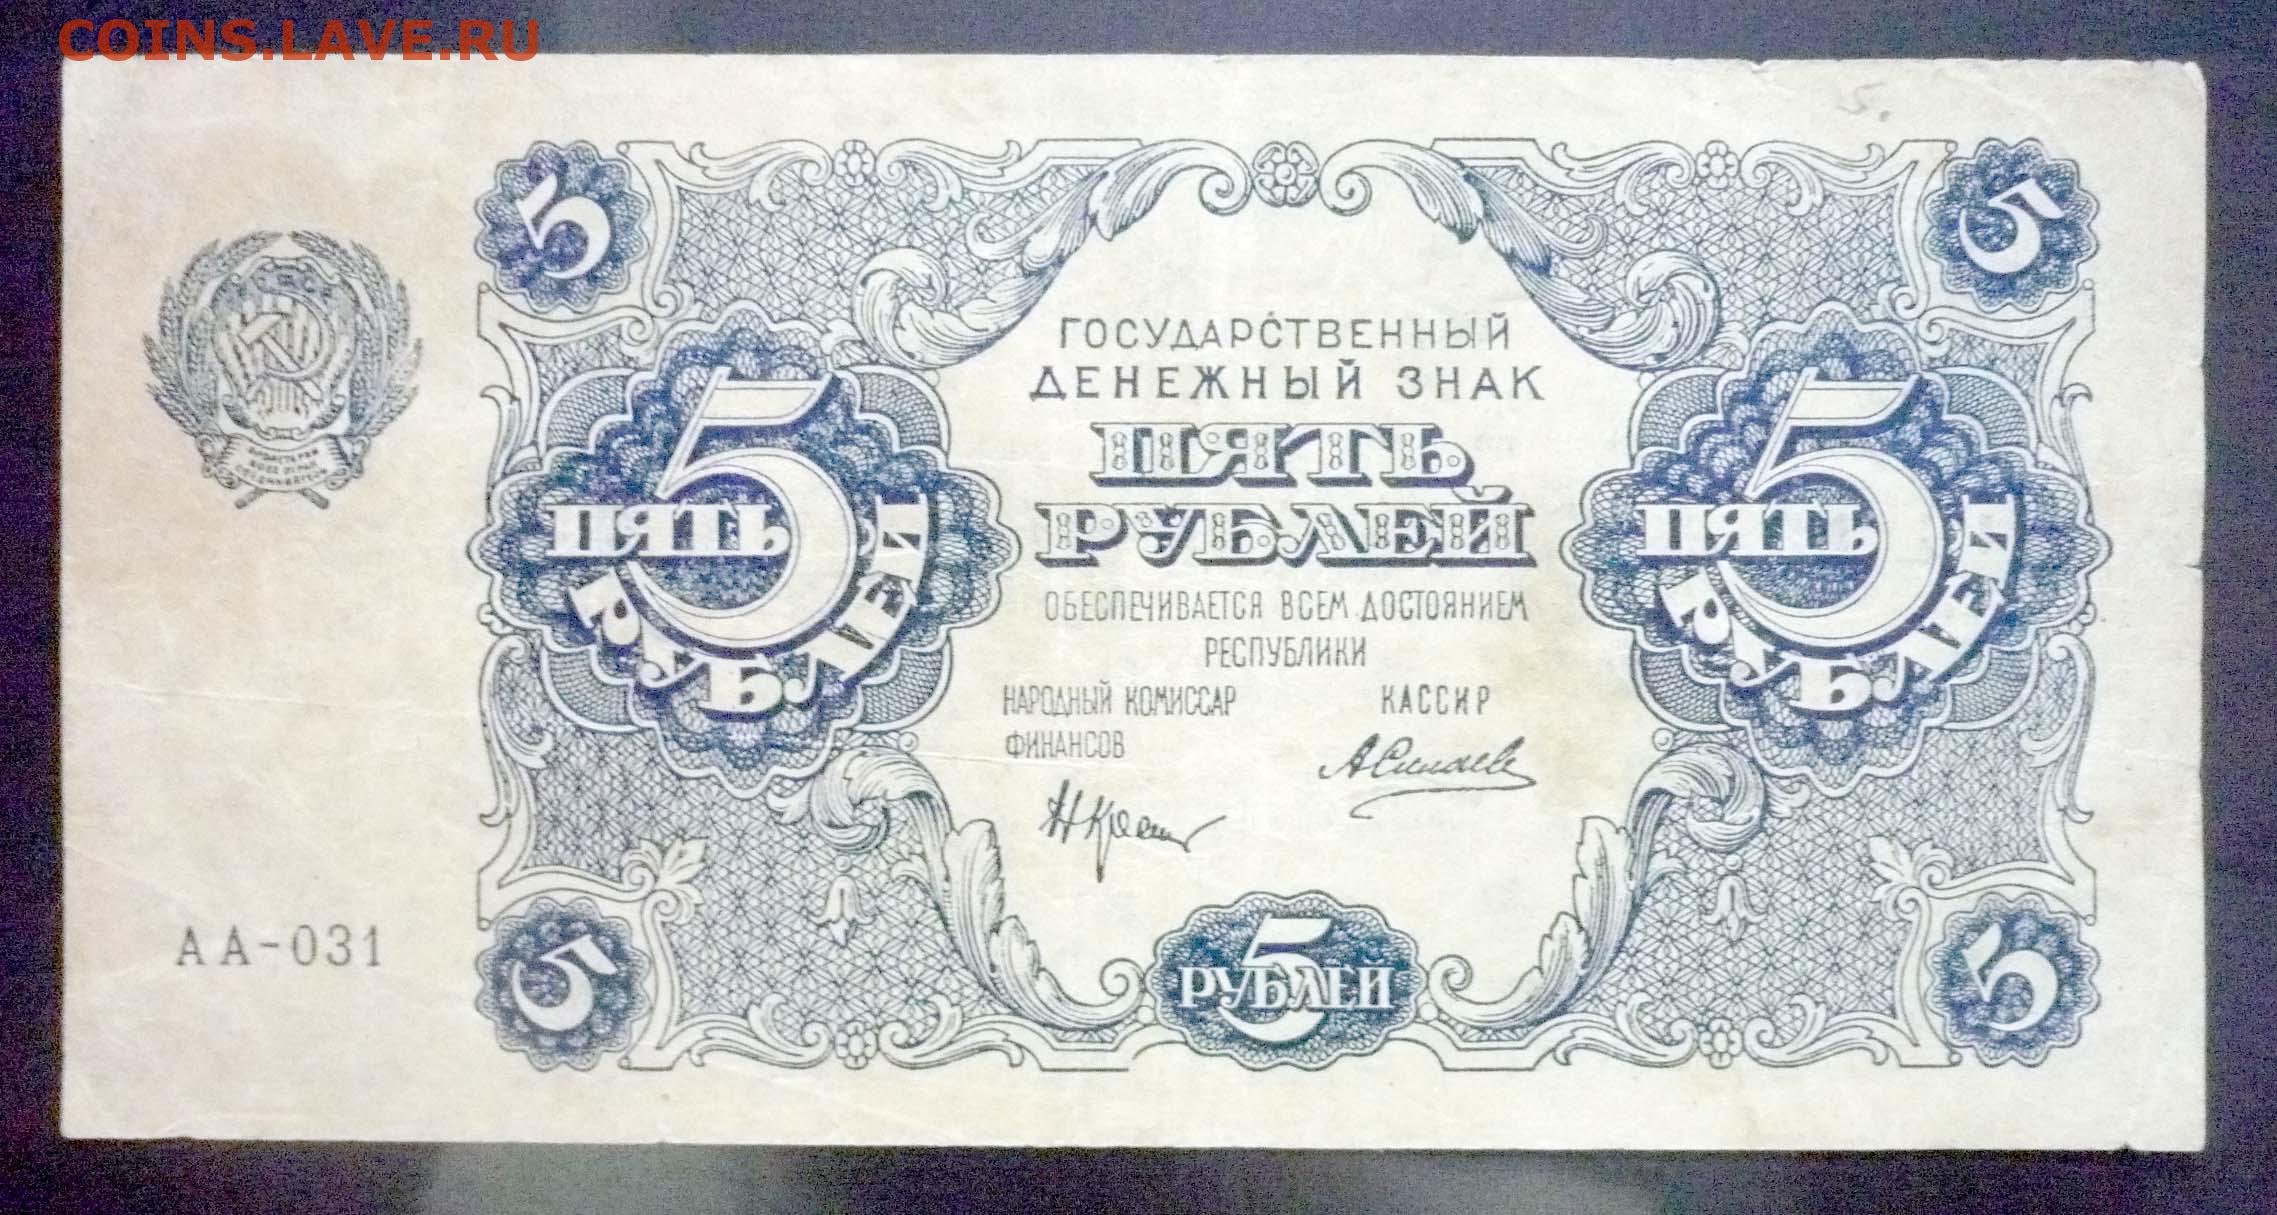 COINS.LAVE.RU
5.
5
5
ГОСУДАРСТВЕННЫЙ
ДЕНЕЖНЫЙ ЗНАК
ПЯТЬ
РУБЛЕЙ
5
ПЯТЬ
РУБЛЕЙ
5
ПЯТЬ
РУБЛЕЙ
ОБЕСПЕЧИВАЕТСЯ ВСЕМ ДОСТОЯНИЕМ
РЕСПУБЛИКИ
НАРОДНЫЙ КОМИССАР
ФИНАНСОВ
КАССИР
АА-031
5
5
РУБЛЕЙ
5